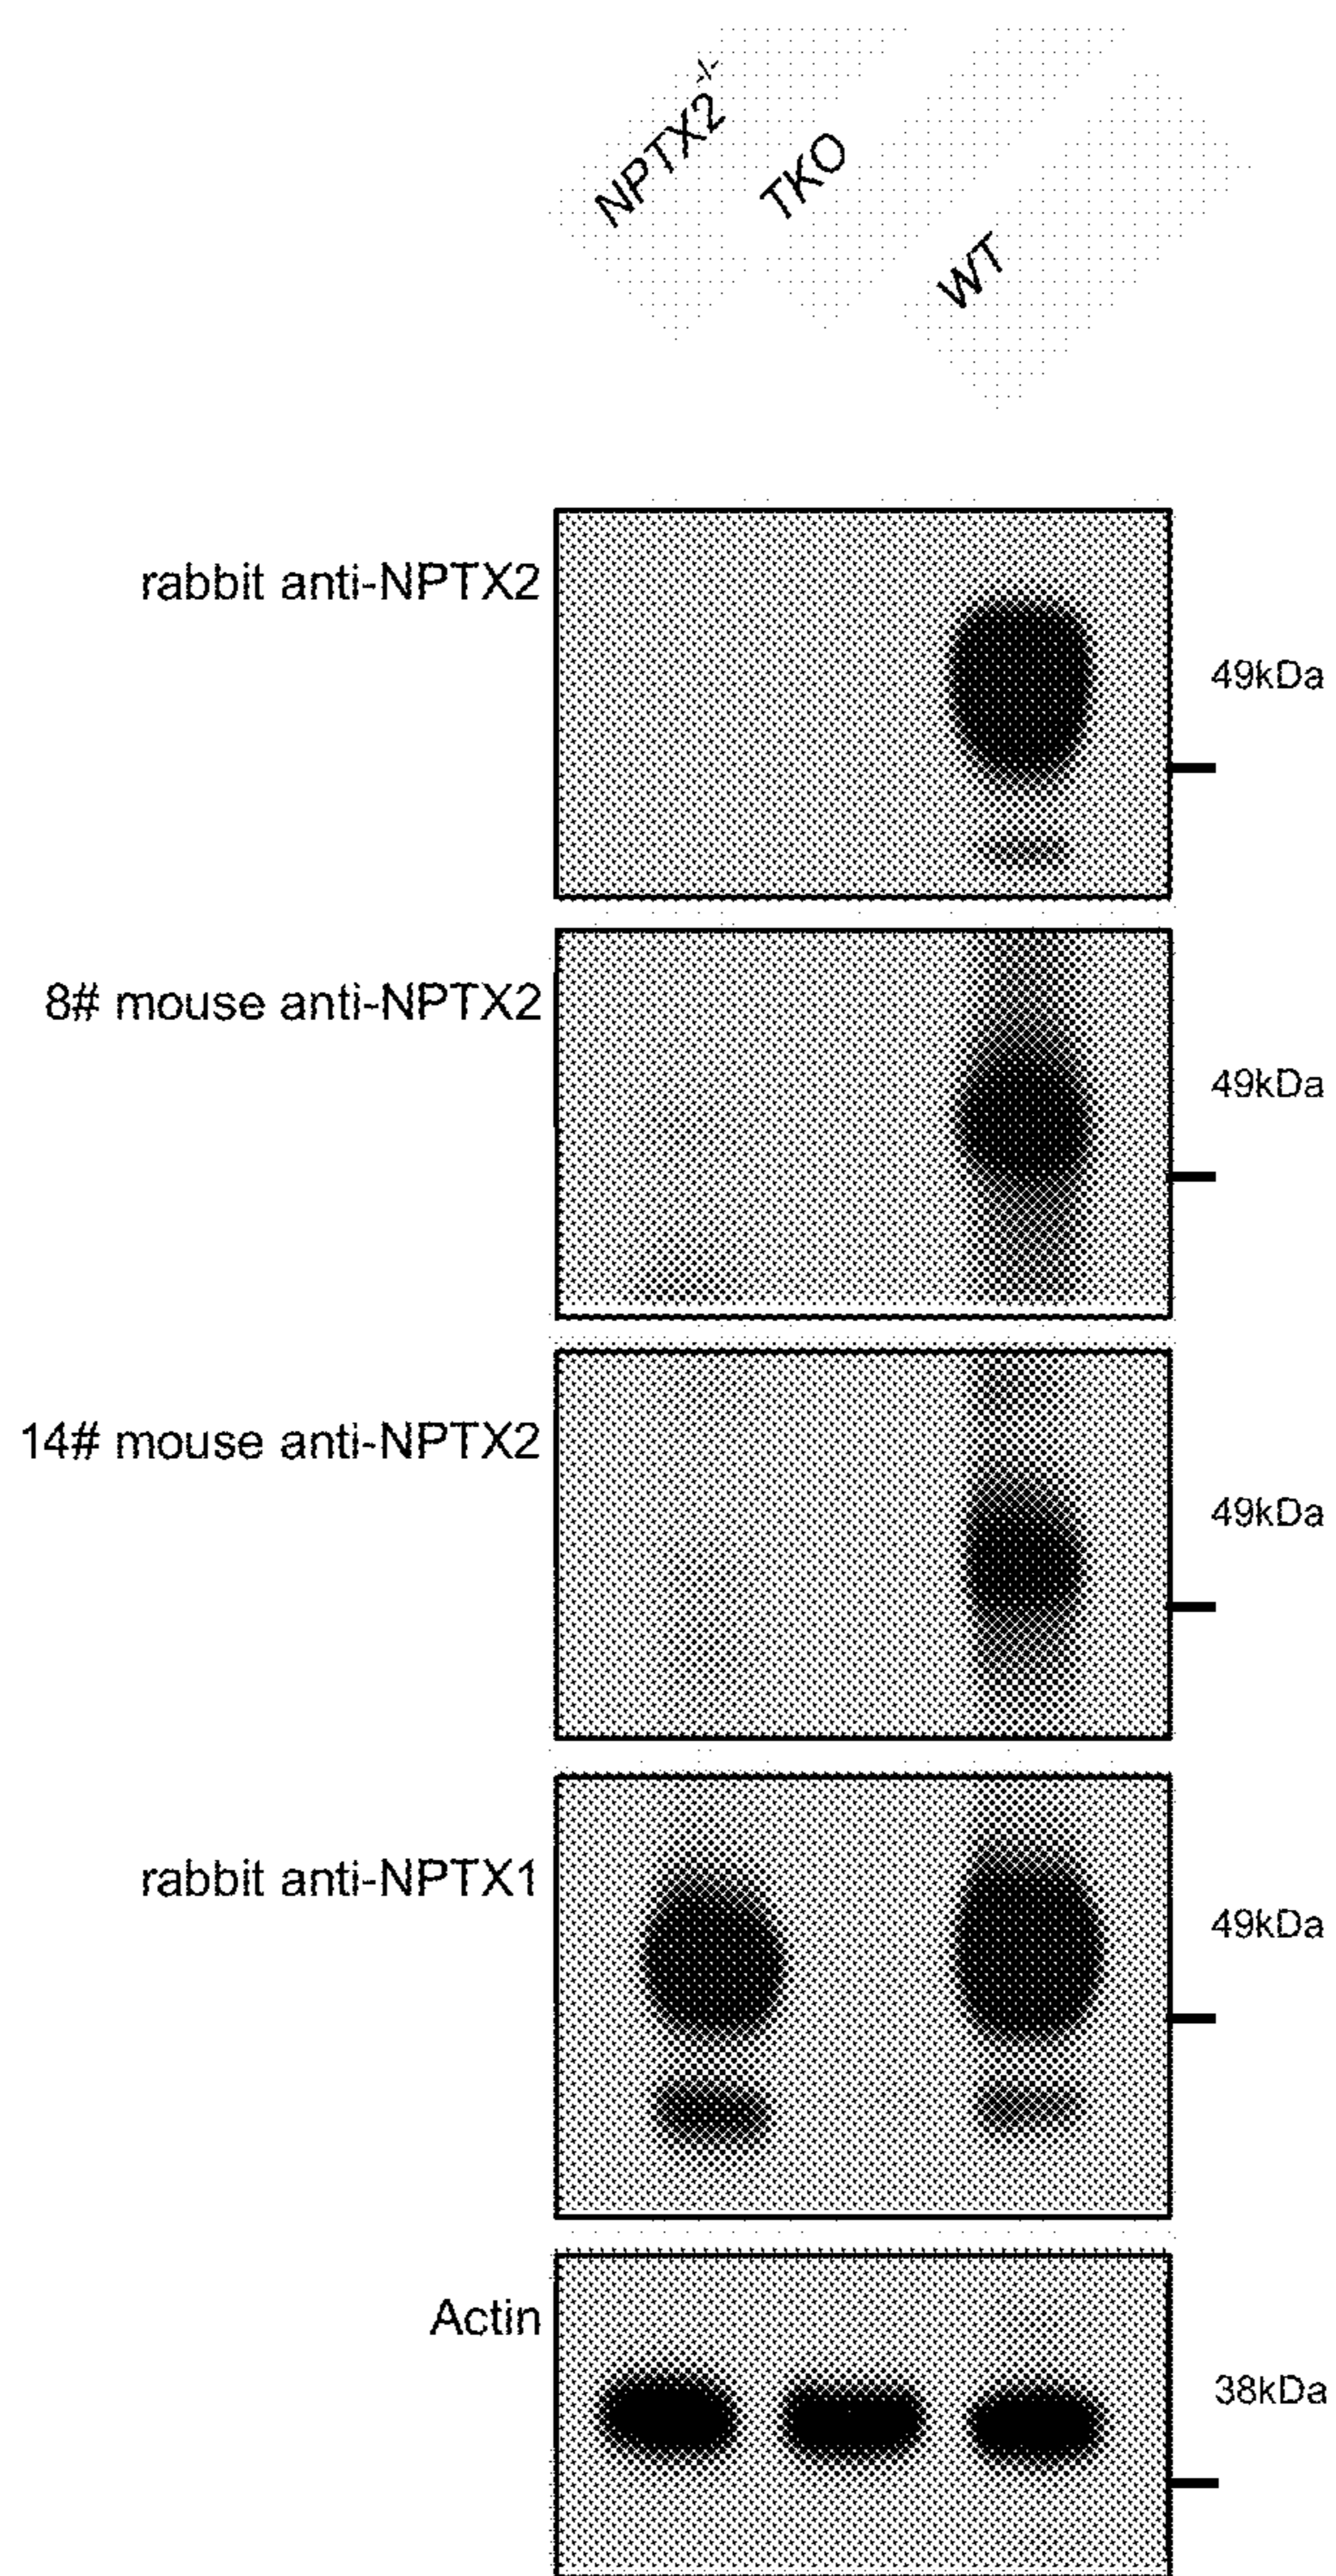 NPTX2-/-
TKO
WT
rabbit anti-NPTX2
49kDa
8# mouse anti-NPTX2
49kDa
14# mouse anti-NPTX2
49kDa
rabbit anti-NPTX1
49kDa
Actin
38kDa